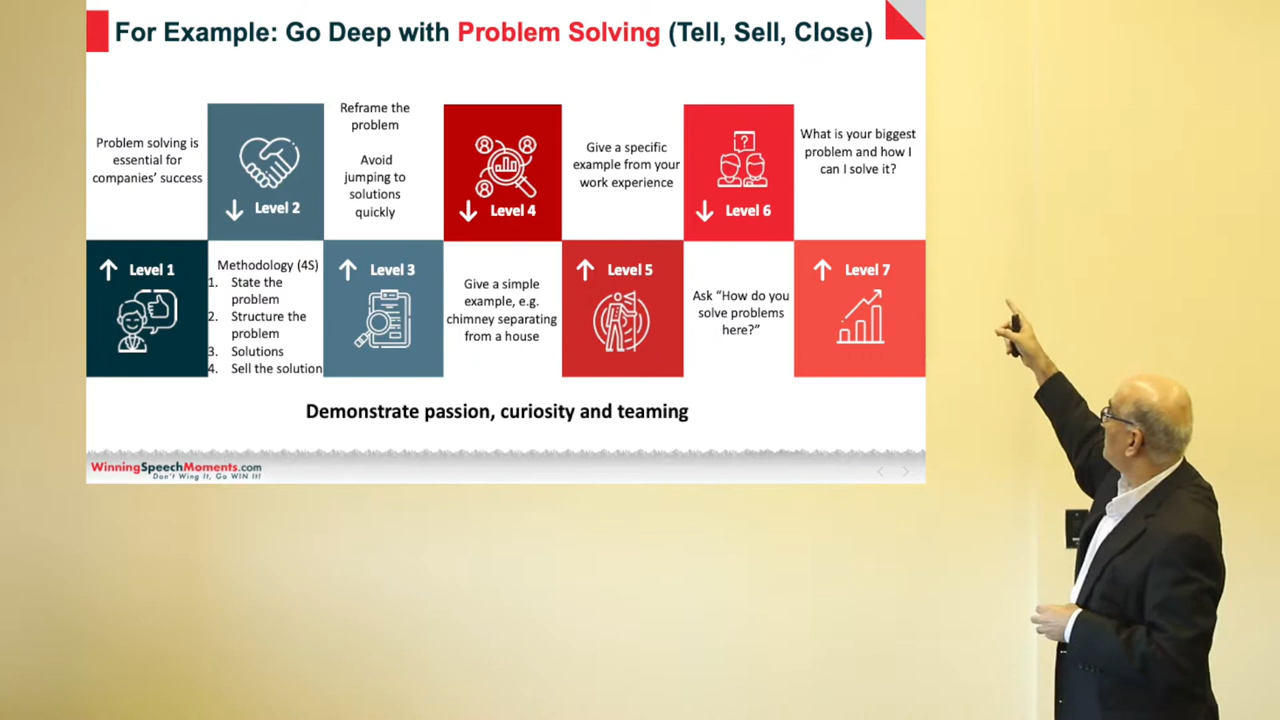 For Example: Go Deep with Problem Solving (Tell, Sell, Close)
Problem solving is
essential for
companies’ success
Level 2
Reframe the
problem
Avoid
jumping to
solutions
quickly
Level 4
Give a specific
example from your
work experience
?
Level 6
What is your biggest
problem and how I
can I solve it?
Level 1
Methodology (4S)
1. State the
problem
2. Structure the
problem
3. Solutions
4. Sell the solution
Level 3
Give a simple
example, e.g.
chimney separating
from a house
Level 5
Ask “How do you
solve problems
here?”
Level 7
Demonstrate passion, curiosity and teaming
WinningSpeechMoments.com
Don't Wing It, Go WIN It!